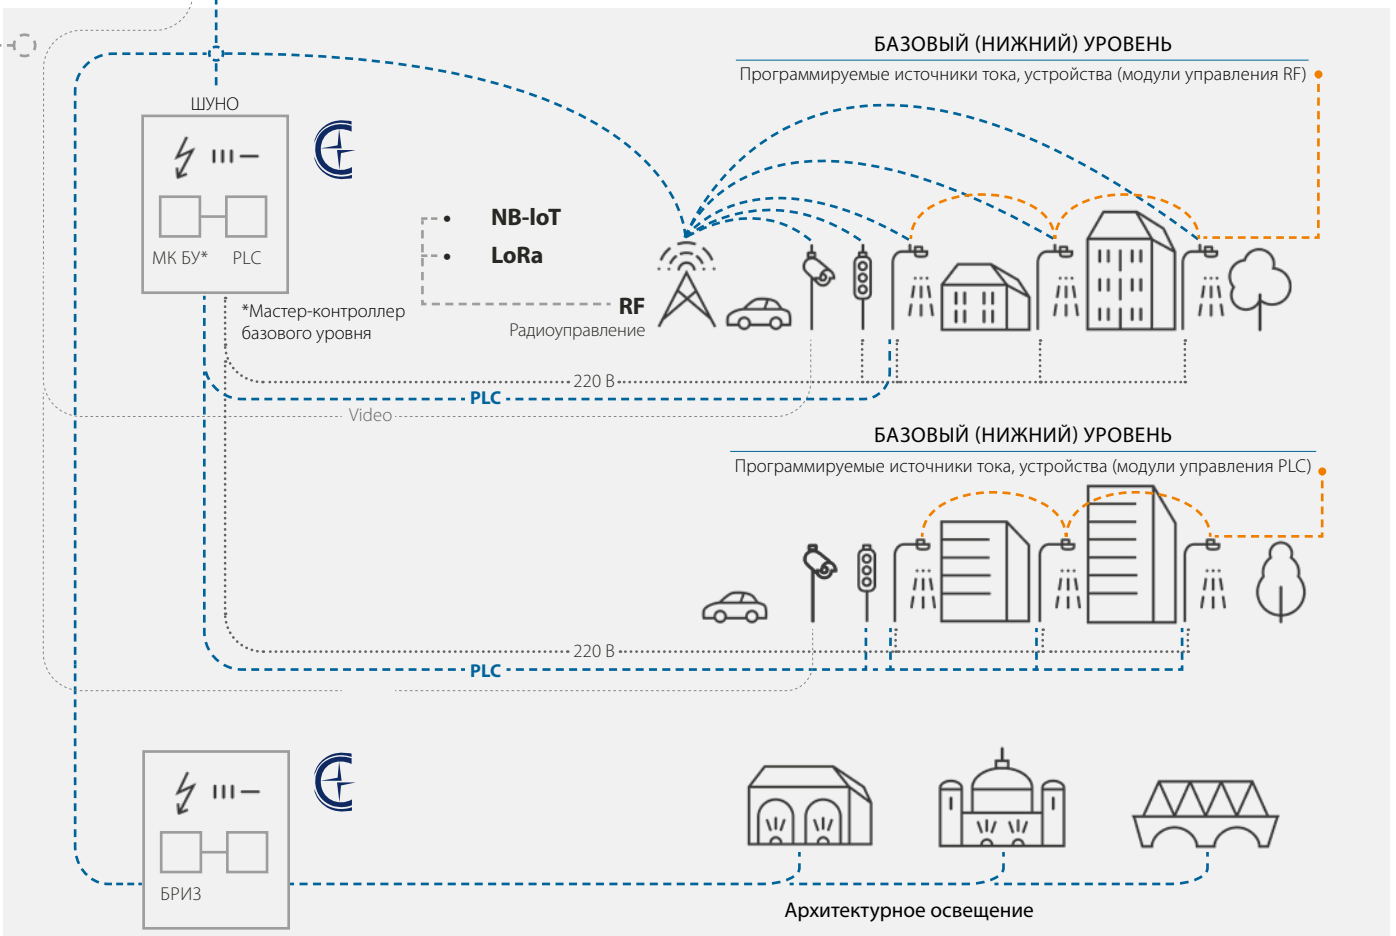 БАЗОВЫЙ (НИЖНИЙ) УРОВЕНЬ
Программируемые источники тока, устройства (модули управления RF)
ШУНО
МК БУ*
PLC
*Мастер-контроллер
базового уровня
• NB-IoT
• LoRa
RF
Радиоуправление
220 В
PLC
Video
БАЗОВЫЙ (НИЖНИЙ) УРОВЕНЬ
Программируемые источники тока, устройства (модули управления PLC)
220 В
PLC
БРИЗ
Архитектурное освещение